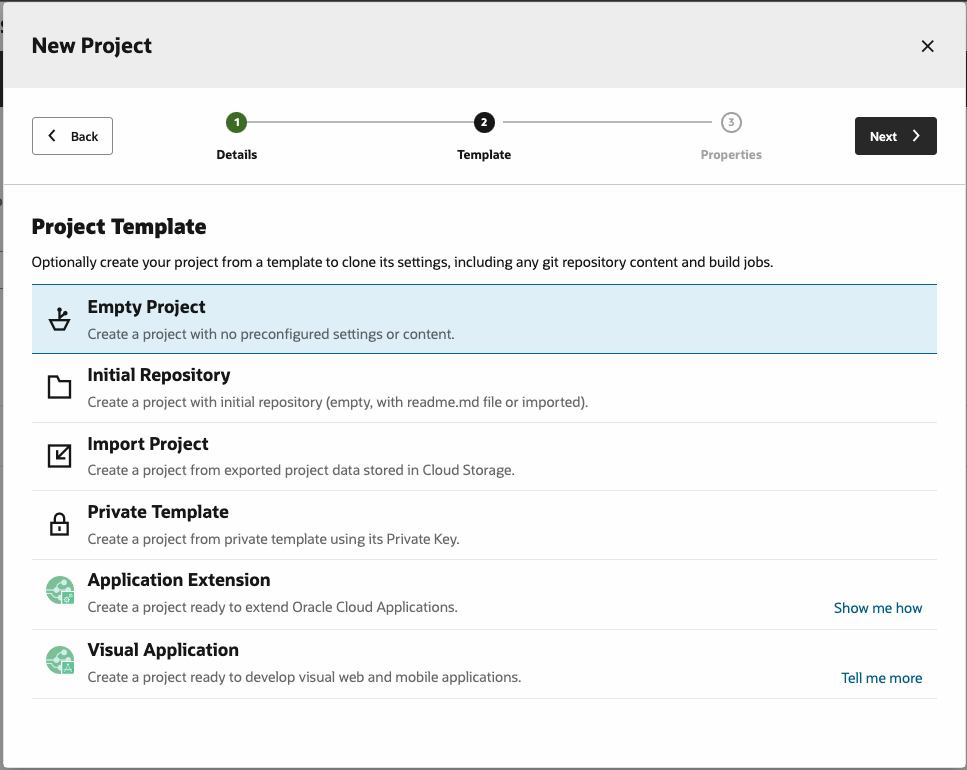 New Project
Back
1
2
3
Next
Details
Template
Properties
Project Template
Optionally create your project from a template to clone its settings, including any git repository content and build jobs.
Empty Project
Create a project with no preconfigured settings or content.
Initial Repository
Create a project with initial repository (empty, with readme.md file or imported).
Import Project
Create a project from exported project data stored in Cloud Storage.
Private Template
Create a project from private template using its Private Key.
Application Extension
Create a project ready to extend Oracle Cloud Applications.
Show me how
Visual Application
Create a project ready to develop visual web and mobile applications.
Tell me more